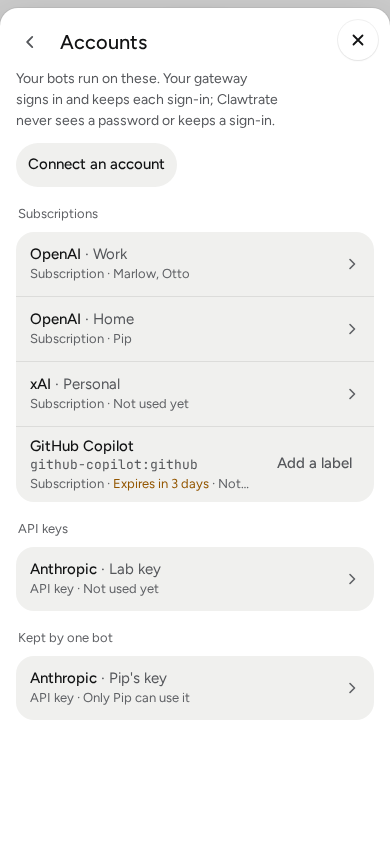 Accounts
Your bots run on these. Your gateway
signs in and keeps each sign-in; Clawtrate
never sees a password or keeps a sign-in.
Connect an account
Subscriptions
OpenAI · Work
Subscription · Marlow, Otto
OpenAI · Home
Subscription · Pip
xAI · Personal
Subscription · Not used yet
GitHub Copilot
github-copilot:github
Add a label
Subscription · Expires in 3 days · Not...
API keys
Anthropic · Lab key
API key · Not used yet
Kept by one bot
Anthropic · Pip's key
API key · Only Pip can use it